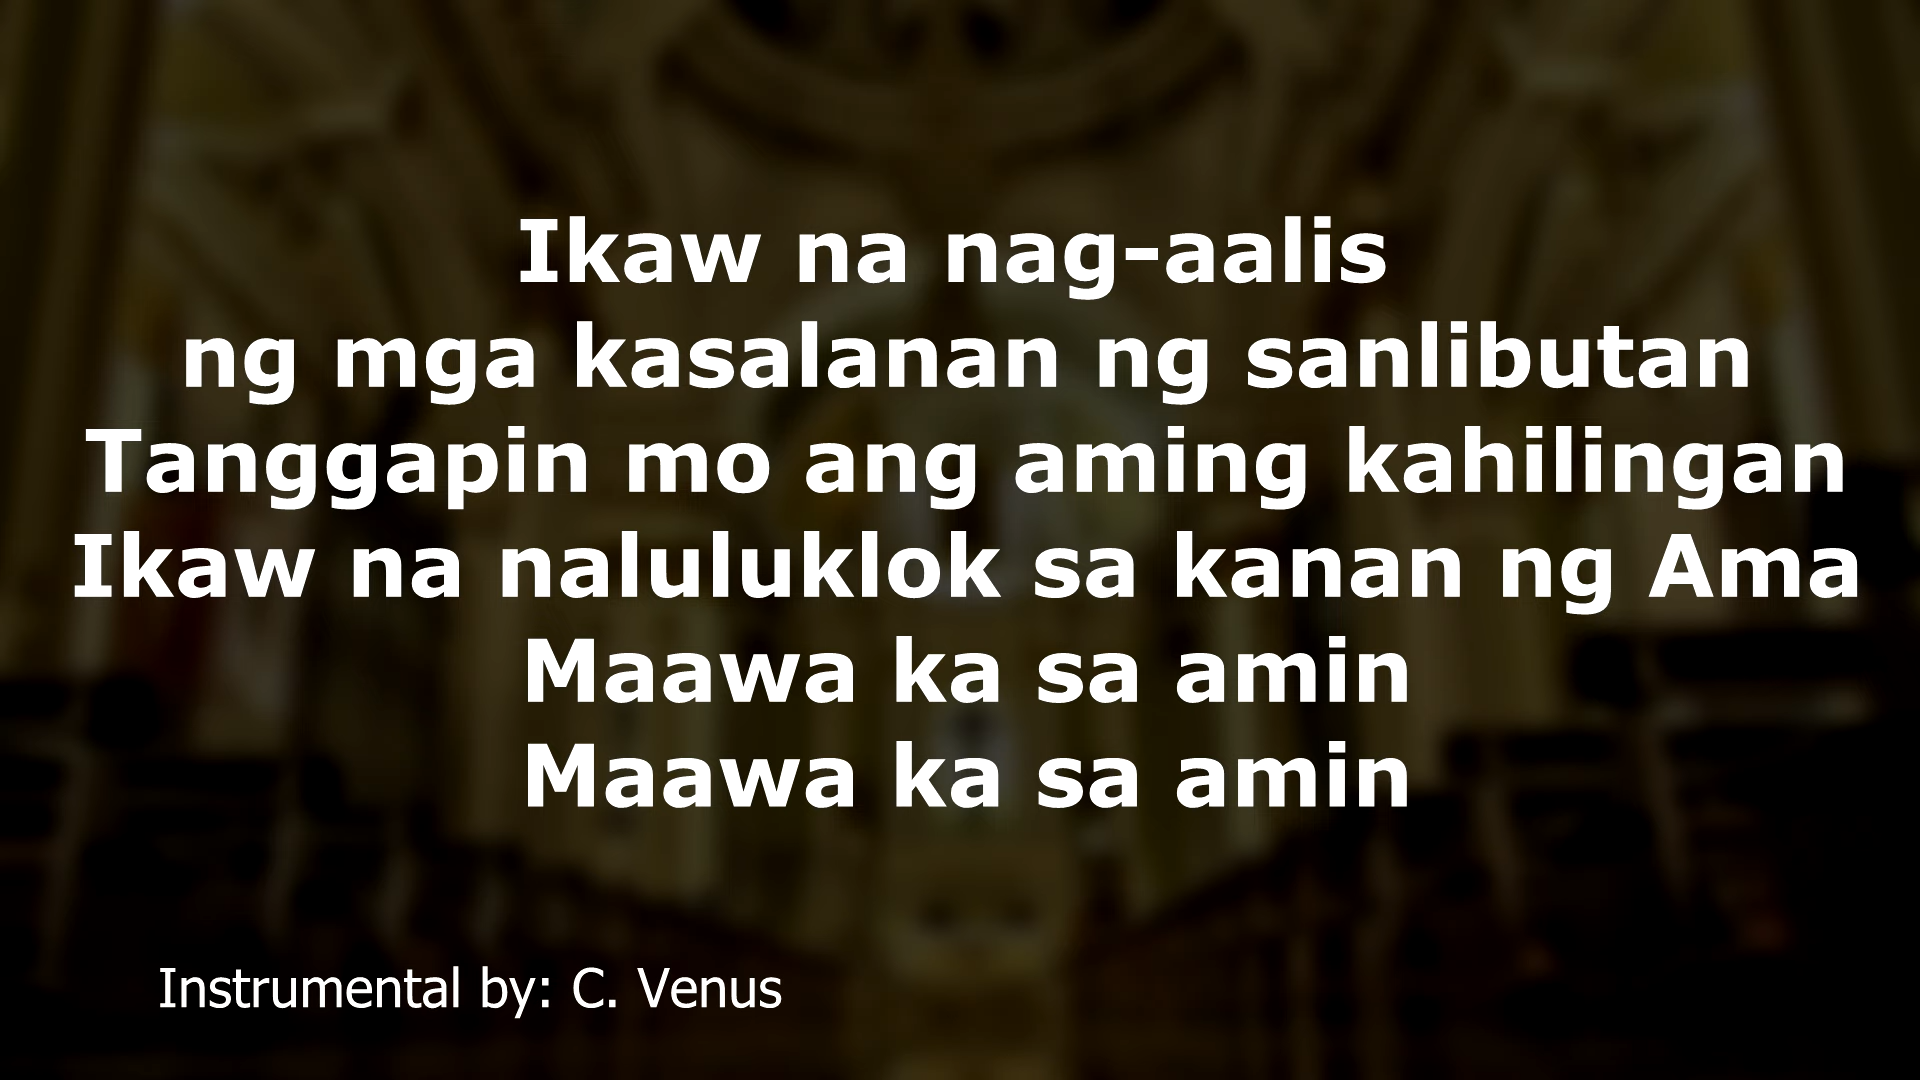 Ikaw na nag-aalis
ng mga kasalanan ng sanlibutan
Tanggapin mo ang aming kahilingan
Ikaw na naluluklok sa kanan ng Ama
Maawa ka sa amin
Maawa ka sa amin
Instrumental by: C. Venus